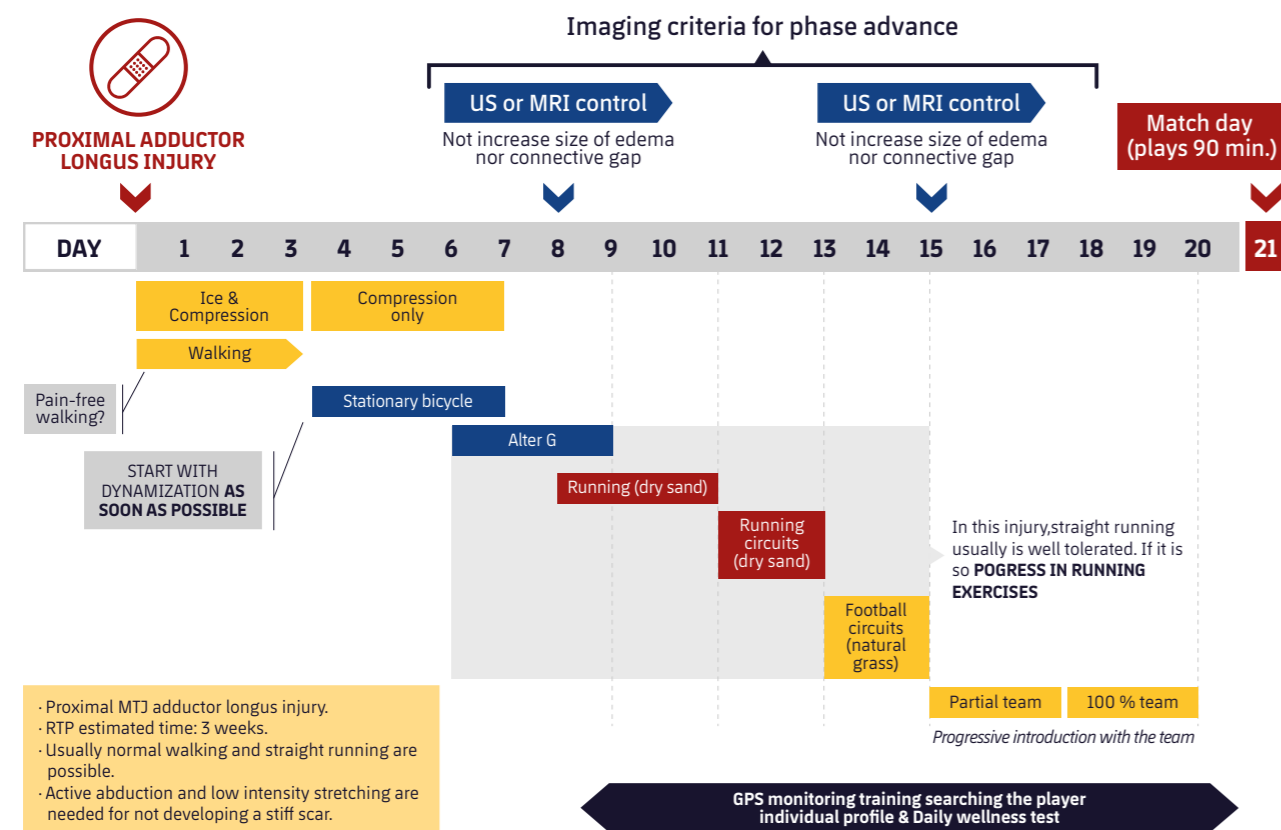 Imaging criteria for phase advance
PROXIMAL ADDUCTOR
LONGUS INJURY
US or MRI control
Not increase size of edema
nor connective gap
US or MRI control
Not increase size of edema
nor connective gap
Match day
(plays 90 min.)
DAY 1 2 3 4 5 6 7 8 9 10 11 12 13 14 15 16 17 18 19 20 21
Ice &
Compression
Compression
only
Walking
Pain-free
walking?
Stationary bicycle
START WITH
DYNAMIZATION AS
SOON AS POSSIBLE
Alter G
Running (dry sand)
Running
circuits
(dry sand)
In this injury,straight running
usually is well tolerated. If it is
so POGRESS IN RUNNING
EXERCISES
Football
circuits
(natural
grass)
Partial team
100 % team
Progressive introduction with the team
· Proximal MTJ adductor longus injury.
· RTP estimated time: 3 weeks.
· Usually normal walking and straight running are
possible.
· Active abduction and low intensity stretching are
needed for not developing a stiff scar.
GPS monitoring training searching the player
individual profile & Daily wellness test